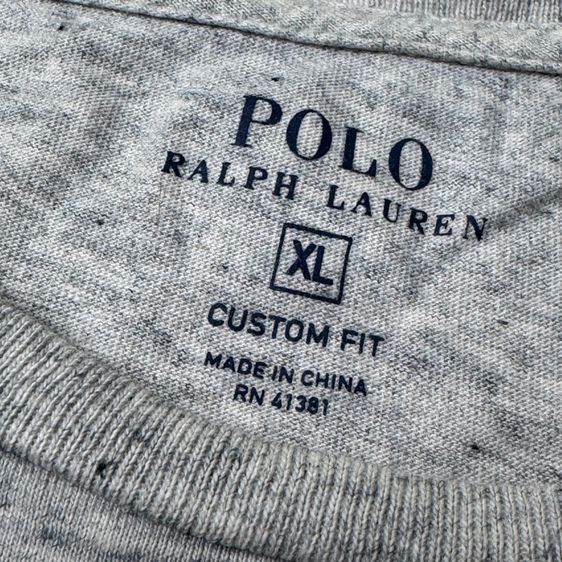 POLO
RALPH LAUREN
XL
CUSTOM FIT
MADE IN CHINA
RN 41381